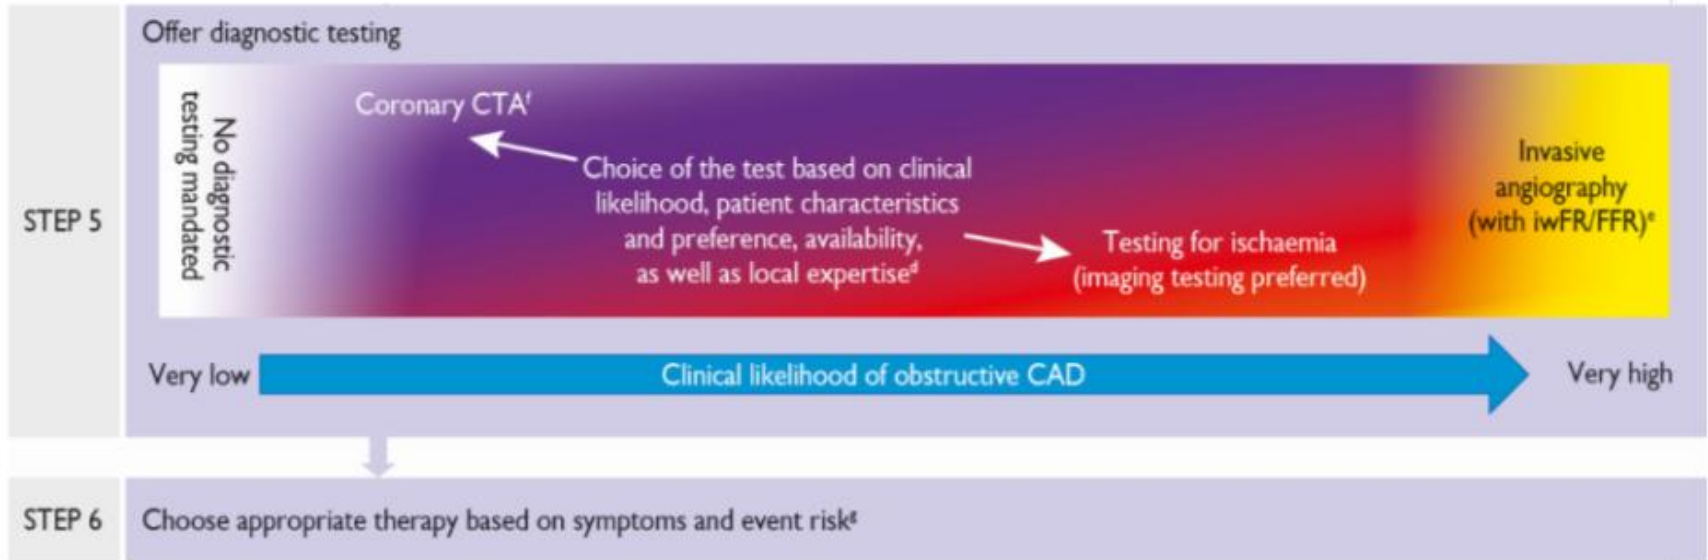 Offer diagnostic testing
No diagnostic
testing mandated
Coronary CTAᶠ
Choice of the test based on clinical
likelihood, patient characteristics
and preference, availability,
as well as local expertiseᵈ
Testing for ischaemia
(imaging testing preferred)
Invasive
angiography
(with iwFR/FFR)ᵉ
STEP 5
Very low
Clinical likelihood of obstructive CAD
Very high
STEP 6
Choose appropriate therapy based on symptoms and event riskᵍ